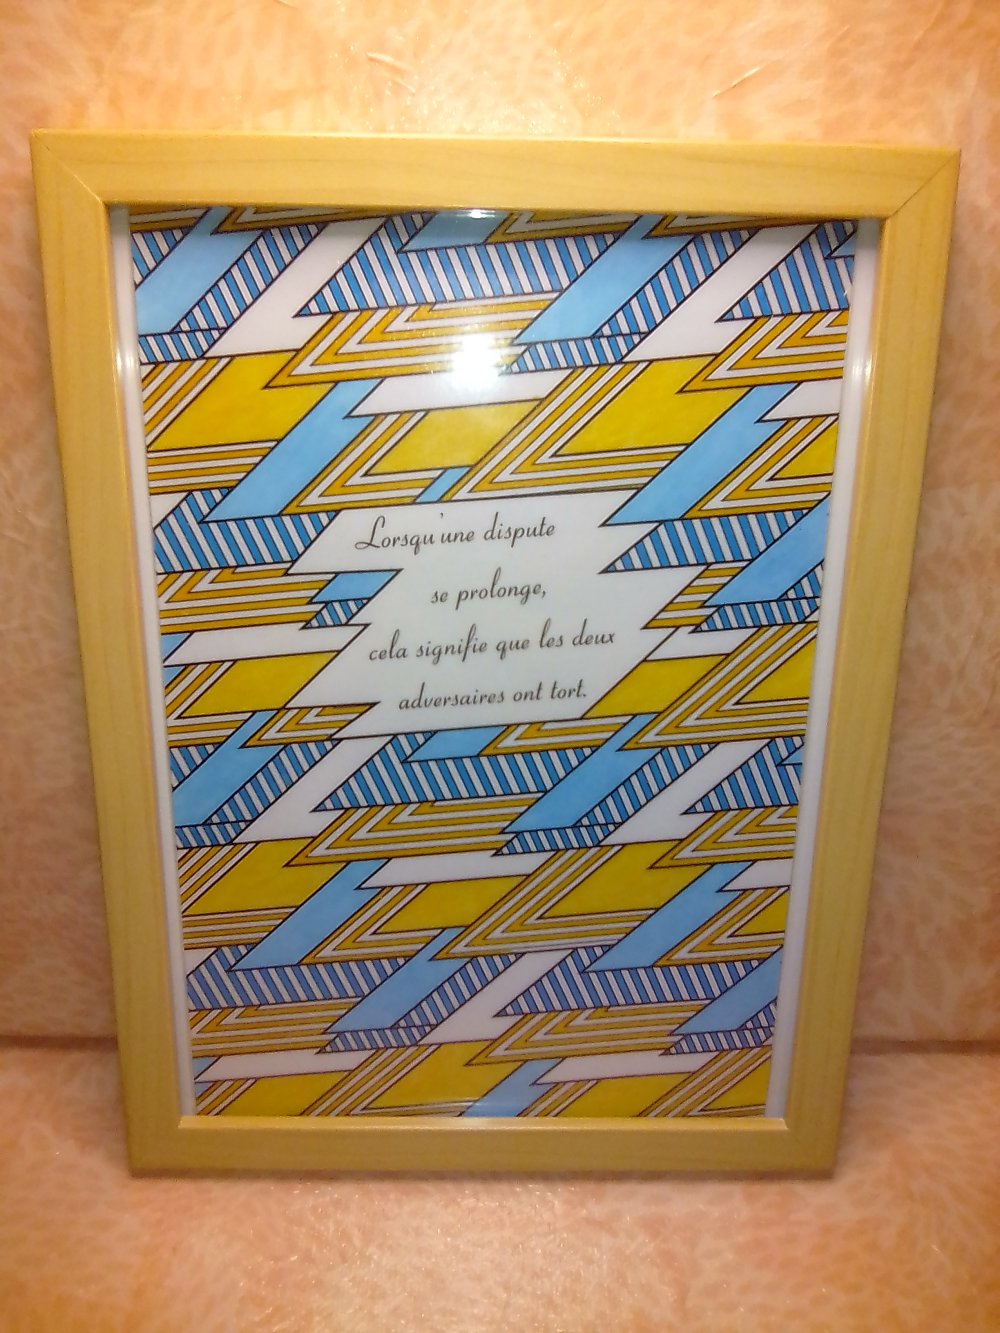 Lorsqu'une dispute
se prolonge,
cela signifie que les deux
adversaires ont tort.